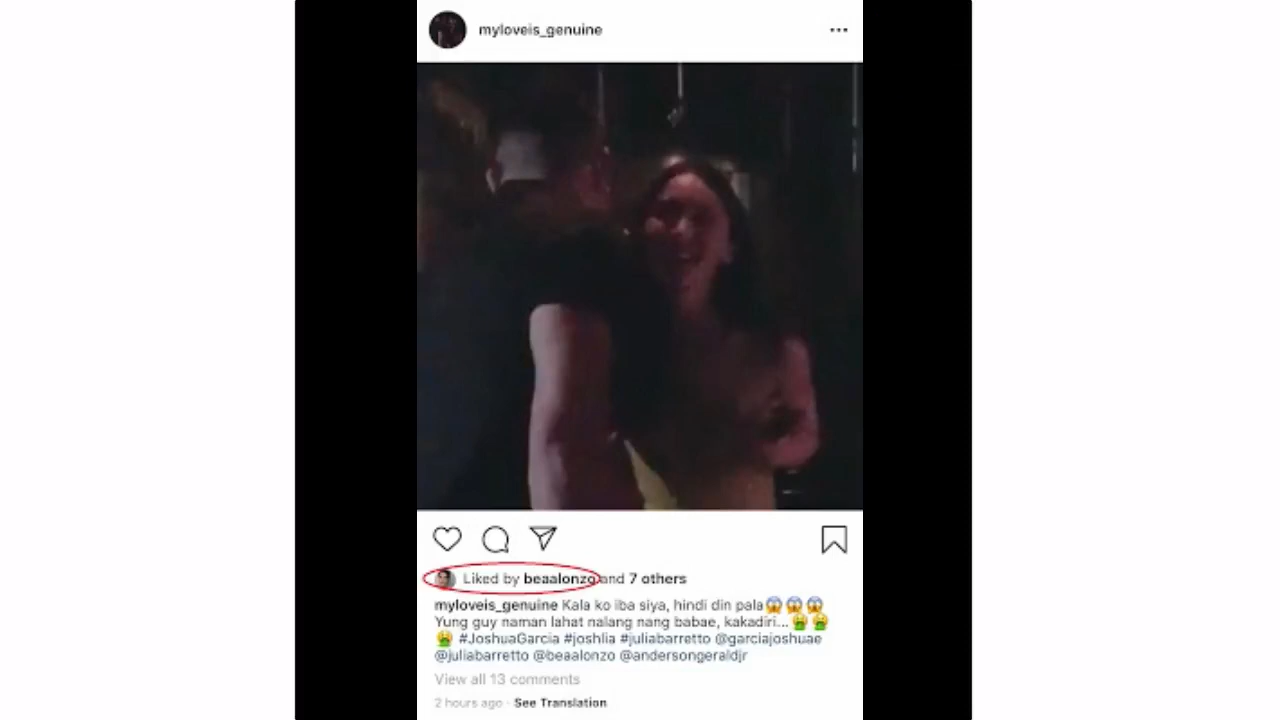 myloveis_genuine
Liked by beaalonzo and 7 others
myloveis_genuine Kala ko iba siya, hindi din pala😱😱😱
Yung guy naman lahat nalang nang babae, kakadiri...🤮🤮
🤮 #JoshuaGarcia #joshlia #juliabarretto @garciajoshuae
@juliabarretto @beaalonzo @andersongeraldjr
View all 13 comments
2 hours ago · See Translation